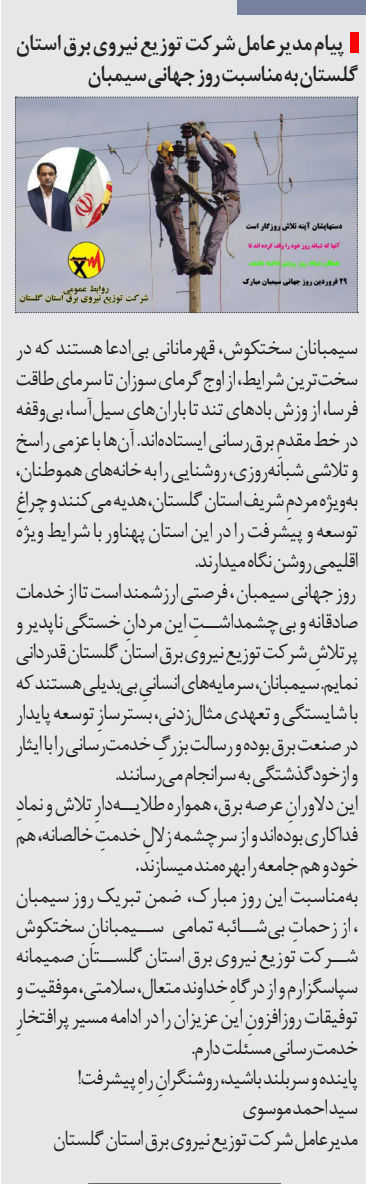 پیام مدیرعامل شرکت توزیع نیروی برق استان
گلستان به مناسبت روز جهانی سیمبان
دستهایشان آینه تلاش روزگار است
آنها که شبانه روز خود را وقف کرده اند تا
۲۹ فروردین روز جهانی سیمبان مبارک
روابط عمومی
شرکت توزیع نیروی برق استان گلستان
سیمبانان سختکوش، قهرمانانی بی‌ادعا هستند که در
سخت‌ترین شرایط، از اوج گرمای سوزان تا سرمای طاقت
فرسا، از وزش بادهای تند تا باران‌های سیل‌آسا، بی‌وقفه
در خط مقدم برق‌رسانی ایستاده‌اند. آن‌ها با عزمی راسخ
و تلاشی شبانه‌روزی، روشنایی را به خانه‌های هموطنان،
به‌ویژه مردمِ شریف استان گلستان، هدیه می‌کنند و چراغِ
توسعه و پیشرفت را در این استان پهناور با شرایط ویژه
اقلیمی روشن نگاه میدارند.
روز جهانی سیمبان ، فرصتی ارزشمند است تا از خدمات
صادقانه و بی‌چشمداشتِ این مردانِ خستگی ناپدیر و
پرتلاشِ شرکت توزیع نیروی برق استان گلستان قدردانی
نمایم. سیمبانان، سرمایه‌های انسانیِ بی‌بدیلی هستند که
با شایستگی و تعهدی مثال‌زدنی، بسترسازِ توسعه پایدار
در صنعت برق بوده و رسالت بزرگِ خدمت‌رسانی را با ایثار
و ازخودگذشتگی به سرانجام می‌رسانند.
این دلاورانِ عرصه برق، همواره طلایه‌دارِ تلاش و نمادِ
فداکاری بوده‌اند و از سرچشمه زلالِ خدمتِ خالصانه، هم
خود و هم جامعه را بهره‌مند میسازند.
به‌مناسبت این روز مبارک، ضمن تبریک روز سیمبان
، از زحماتِ بی‌شائبه تمامی سیمبانانِ سختکوش
شرکت توزیع نیروی برق استان گلستان صمیمانه
سپاسگزارم و از درگاهِ خداوند متعال، سلامتی، موفقیت و
توفیقات روزافزونِ این عزیزان را در ادامه مسیر پرافتخارِ
خدمت‌رسانی مسئلت دارم.
پاینده و سربلند باشید، روشنگرانِ راهِ پیشرفت!
سید احمد موسوی
مدیرعامل شرکت توزیع نیروی برق استان گلستان